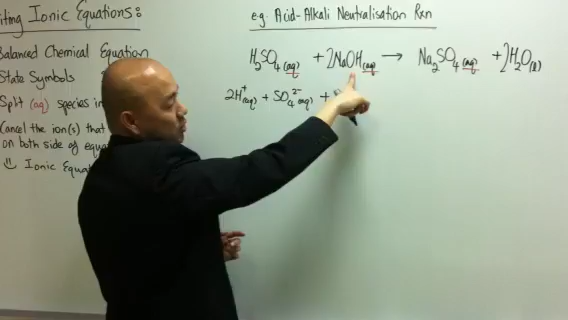 iting Ionic Equations:
Balanced Chemical Equation
State Symbols
Split (aq) species in
Cancel the ion(s) that
on both side of equa
Ionic Equa
e.g. Acid-Alkali Neutralisation Rxn
H₂SO₄(aq) + 2NaOH(aq) → Na₂SO₄(aq) + 2H₂O(l)
2H⁺(aq) + SO₄²⁻(aq) +